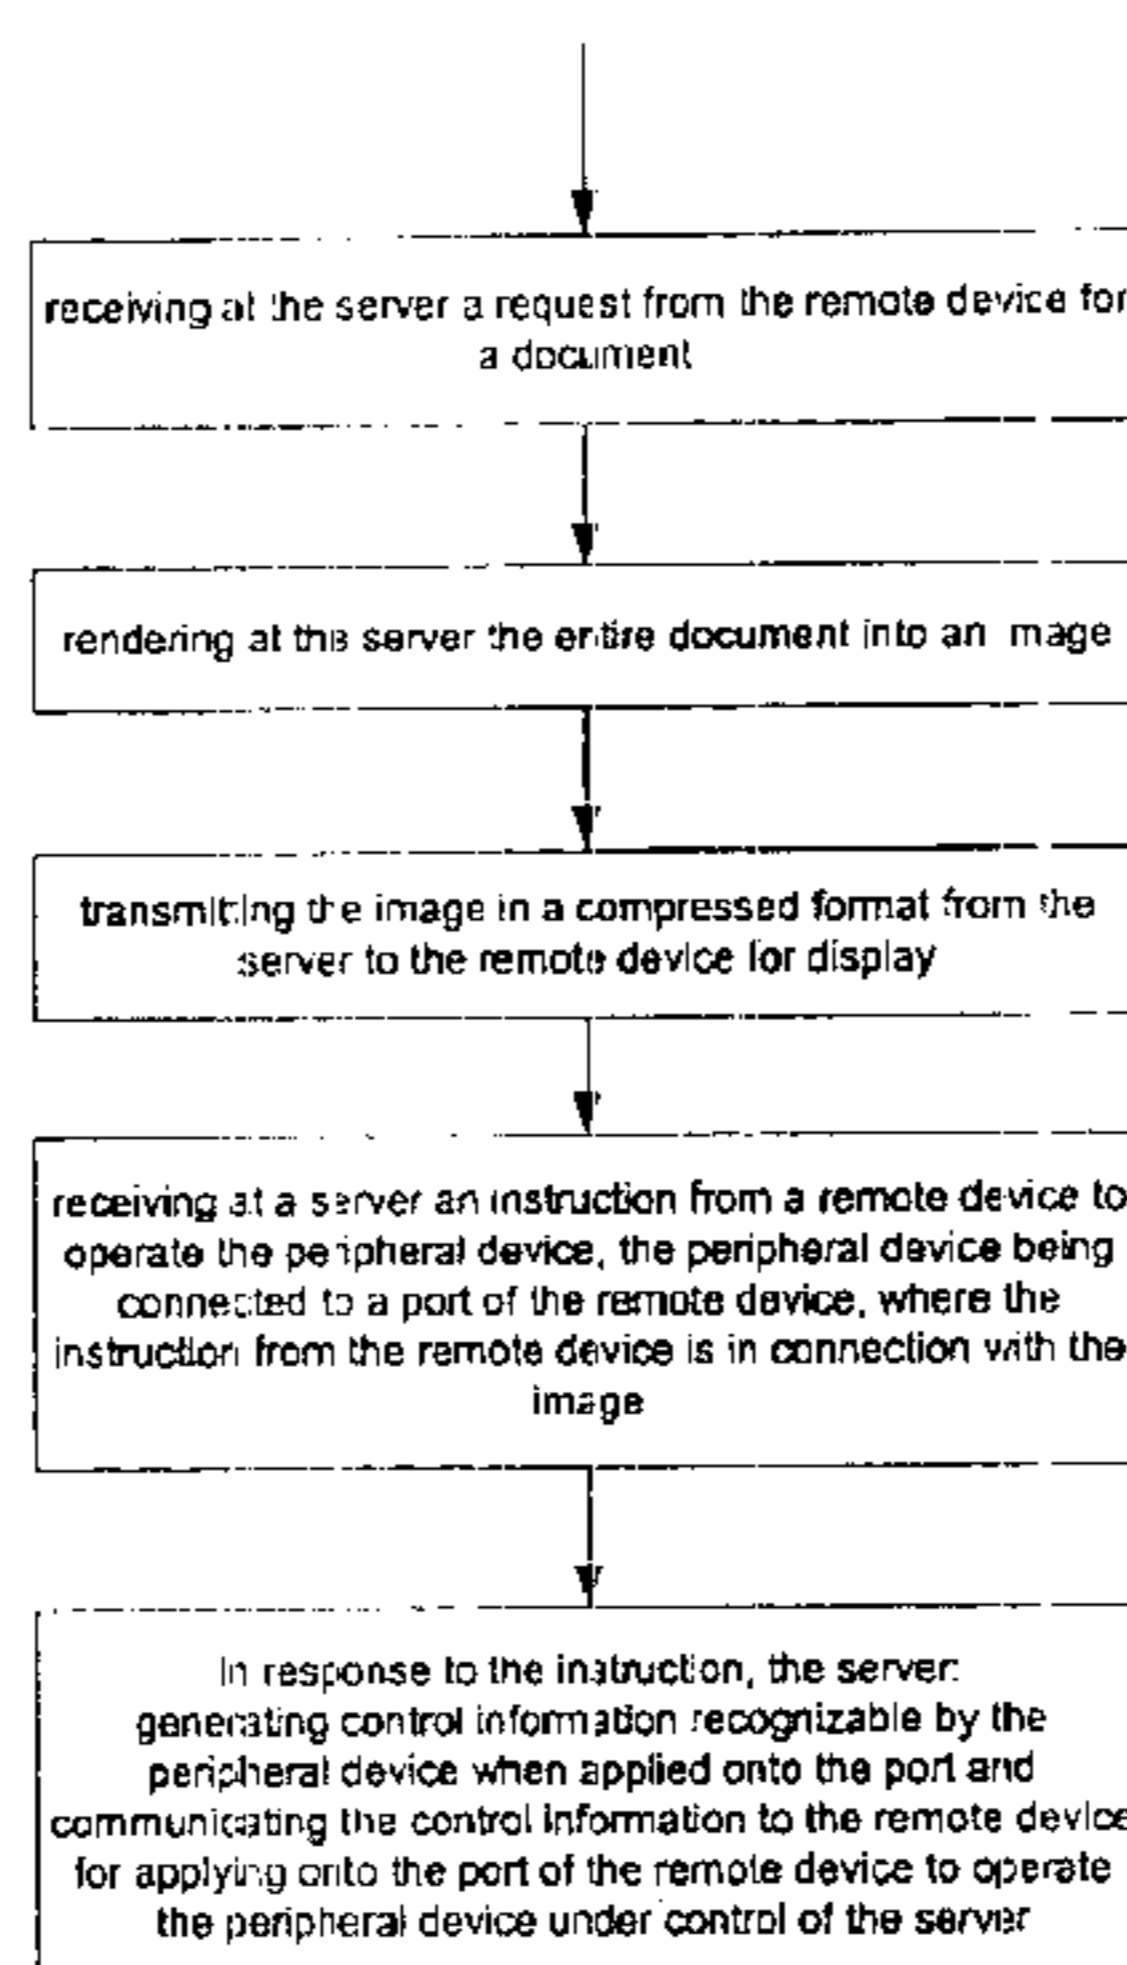 receiving at the server a request from the remote device for
a document
rendering at the server the entire document into an image
transmitting the image in a compressed format from the
server to the remote device for display
receiving at a server an instruction from a remote device to
operate the peripheral device, the peripheral device being
connected to a port of the remote device, where the
instruction from the remote device is in connection with the
image
In response to the instruction, the server:
generating control information recognizable by the
peripheral device when applied onto the port and
communicating the control information to the remote device
for applying onto the port of the remote device to operate
the peripheral device under control of the server